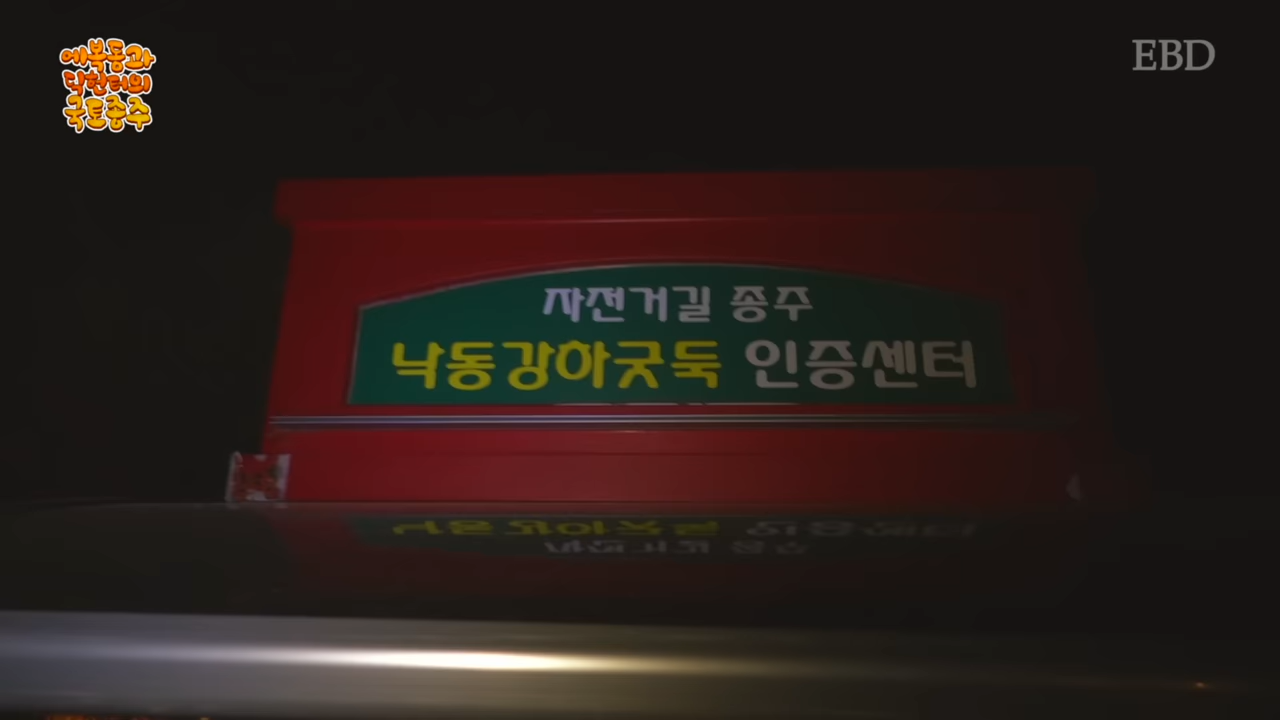 에복동과
닥헌터의
국토종주
EBD
자전거길 종주
낙동강하굿둑 인증센터